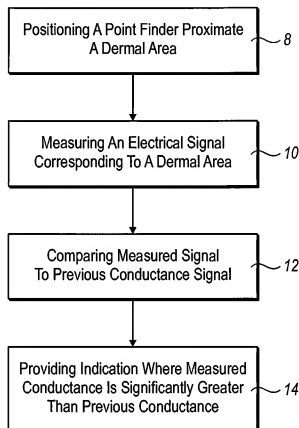 Positioning A Point Finder Proximate
A Dermal Area
8
Measuring An Electrical Signal
Corresponding To A Dermal Area
10
Comparing Measured Signal
To Previous Conductance Signal
12
Providing Indication Where Measured
Conductance Is Significantly Greater
Than Previous Conductance
14